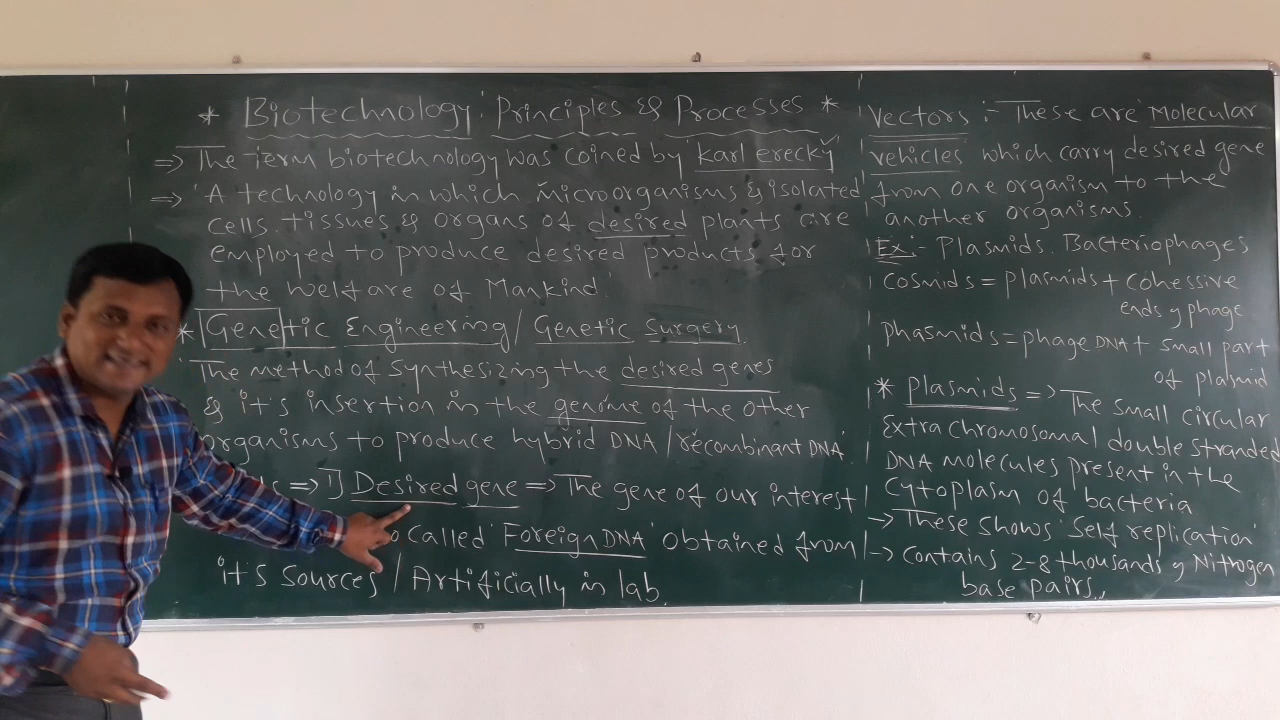 * Biotechnology: Principles & Processes *
=> The term biotechnology was coined by 'Karl erecky'
=> 'A technology in which microorganisms & isolated
cells. tissues & organs of desired plants are
employed to produce desired products for
the welfare of Mankind.'
* Genetic Engineering / Genetic Surgery.
'The method of synthesizing the desired genes
& it's insertion in the genome of the other
organisms to produce hybrid DNA / recombinant DNA'.
=> 1] Desired gene => The gene of our interest
called 'Foreign DNA' obtained from
it's sources / Artificially in lab.
Vectors :- These are Molecular
vehicles which carry desired gene
from one organism to the
another organisms.
Ex:- Plasmids. Bacteriophages
Cosmids = plasmids + cohessive
ends y phage
phasmids = phage DNA + small part
of plasmid
* plasmids => The small circular
Extra chromosomal double stranded
DNA molecules present in the
cytoplasm of bacteria
-> These shows 'Self replication'
-> contains 2-8 thousands y Nitrogen
base pairs..